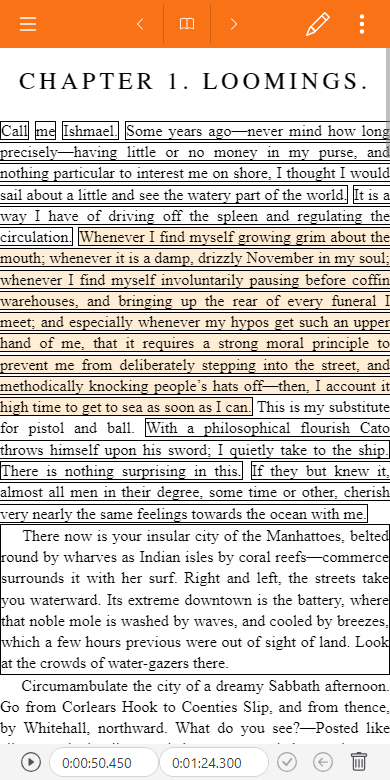 CHAPTER 1. LOOMINGS.
Call me Ishmael. Some years ago—never mind how long
precisely—having little or no money in my purse, and
nothing particular to interest me on shore, I thought I would
sail about a little and see the watery part of the world. It is a
way I have of driving off the spleen and regulating the
circulation. Whenever I find myself growing grim about the
mouth; whenever it is a damp, drizzly November in my soul;
whenever I find myself involuntarily pausing before coffin
warehouses, and bringing up the rear of every funeral I
meet; and especially whenever my hypos get such an upper
hand of me, that it requires a strong moral principle to
prevent me from deliberately stepping into the street, and
methodically knocking people’s hats off—then, I account it
high time to get to sea as soon as I can. This is my substitute
for pistol and ball. With a philosophical flourish Cato
throws himself upon his sword; I quietly take to the ship.
There is nothing surprising in this. If they but knew it,
almost all men in their degree, some time or other, cherish
very nearly the same feelings towards the ocean with me.
There now is your insular city of the Manhattoes, belted
round by wharves as Indian isles by coral reefs—commerce
surrounds it with her surf. Right and left, the streets take
you waterward. Its extreme downtown is the battery, where
that noble mole is washed by waves, and cooled by breezes,
which a few hours previous were out of sight of land. Look
at the crowds of water-gazers there.
Circumambulate the city of a dreamy Sabbath afternoon.
Go from Corlears Hook to Coenties Slip, and from thence,
by Whitehall, northward. What do you see?—Posted like
0:00:50.450 0:01:24.300